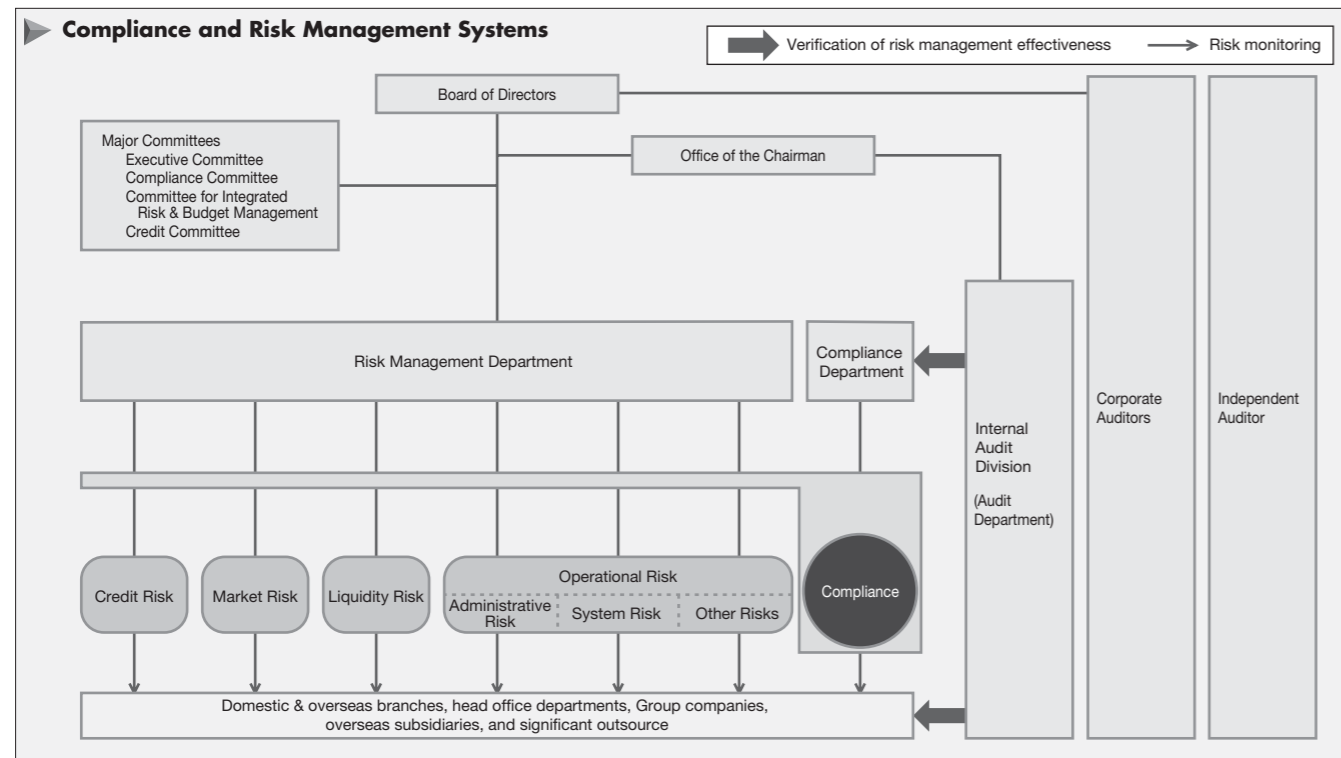 Compliance and Risk Management Systems
Verification of risk management effectiveness
Risk monitoring
Board of Directors
Major Committees
Executive Committee
Compliance Committee
Committee for Integrated
Risk & Budget Management
Credit Committee
Office of the Chairman
Risk Management Department
Compliance
Department
Internal
Audit
Division
(Audit
Department)
Corporate
Auditors
Independent
Auditor
Credit Risk
Market Risk
Liquidity Risk
Operational Risk
Administrative
Risk
System Risk
Other Risks
Compliance
Domestic & overseas branches, head office departments, Group companies,
overseas subsidiaries, and significant outsource